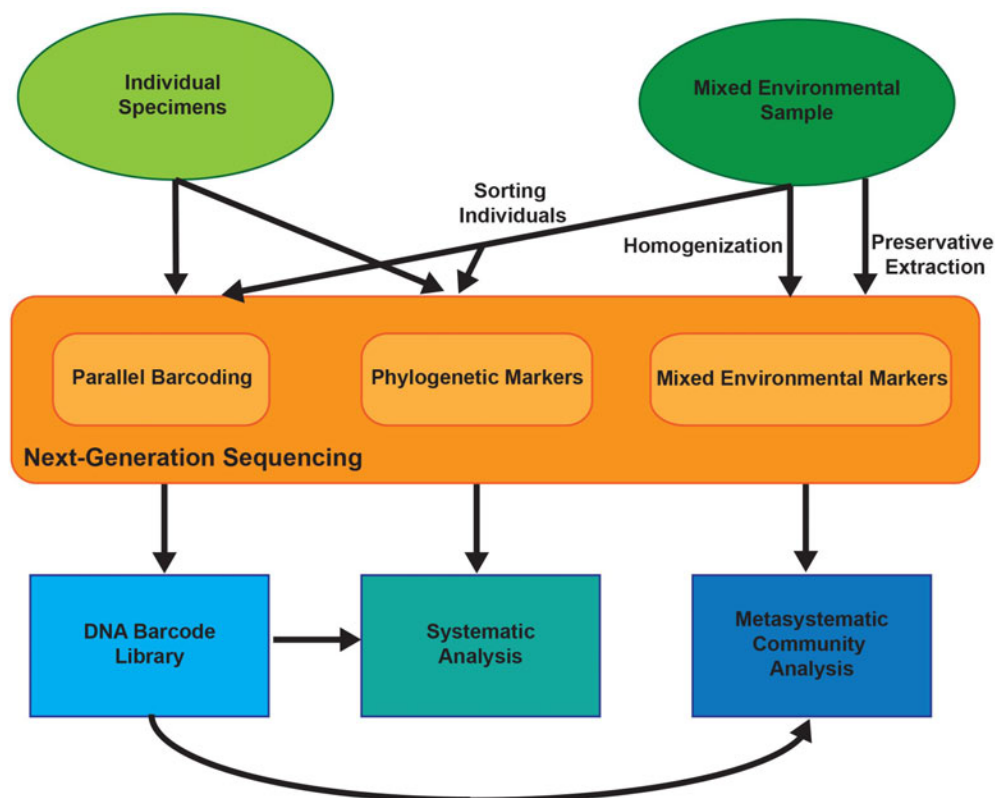 Individual
Specimens
Mixed Environmental
Sample
Sorting
Individuals
Homogenization
Preservative
Extraction
Parallel Barcoding
Phylogenetic Markers
Mixed Environmental Markers
Next-Generation Sequencing
DNA Barcode
Library
Systematic
Analysis
Metasystematic
Community
Analysis